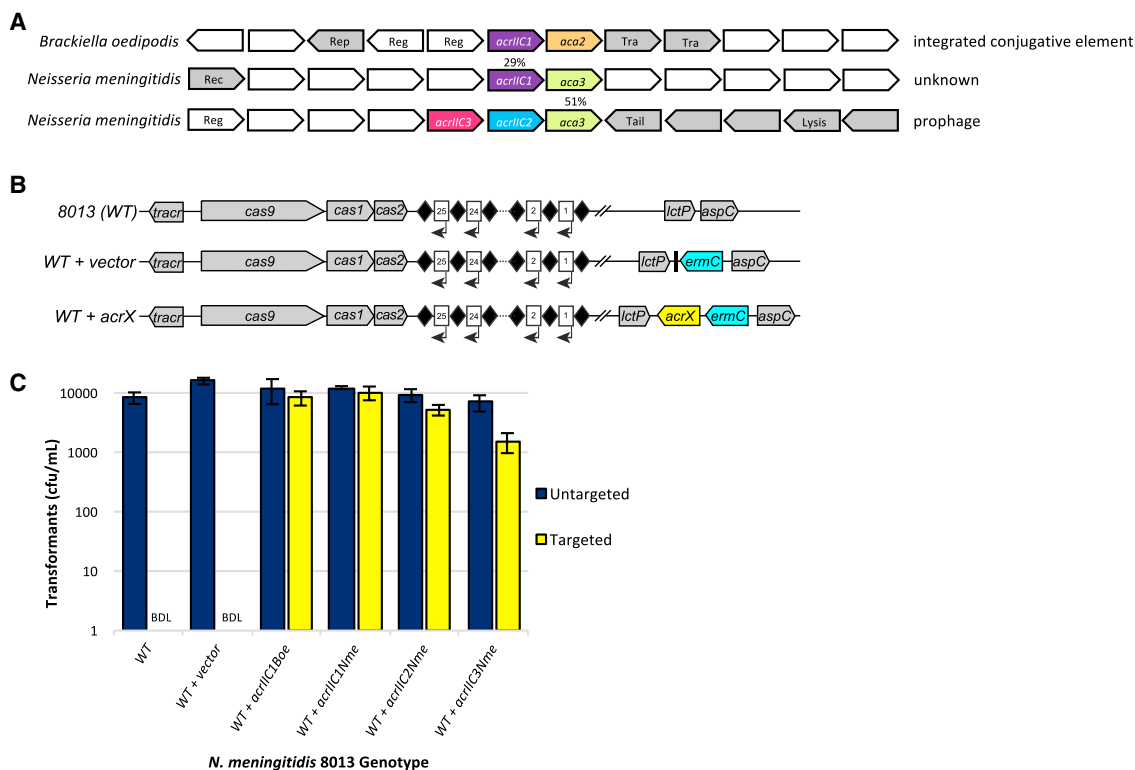 A
Brackiella oedipodis Rep Reg Reg acrIIC1 aca2 Tra Tra integrated conjugative element
29%
Neisseria meningitidis Rec acrIIC1 aca3 unknown
51%
Neisseria meningitidis Reg acrIIC3 acrIIC2 aca3 Tail Lysis prophage
B
8013 (WT) tracr cas9 cas1 cas2 25 24 2 1 lctP aspC
WT + vector tracr cas9 cas1 cas2 25 24 2 1 lctP ermC aspC
WT + acrX tracr cas9 cas1 cas2 25 24 2 1 lctP acrX ermC aspC
C
Transformants (cfu/mL)
10000
1000
100
10
1
BDL
BDL
Untargeted
Targeted
WT
WT + vector
WT + acrIIC1Boe
WT + acrIIC1Nme
WT + acrIIC2Nme
WT + acrIIC3Nme
N. meningitidis 8013 Genotype